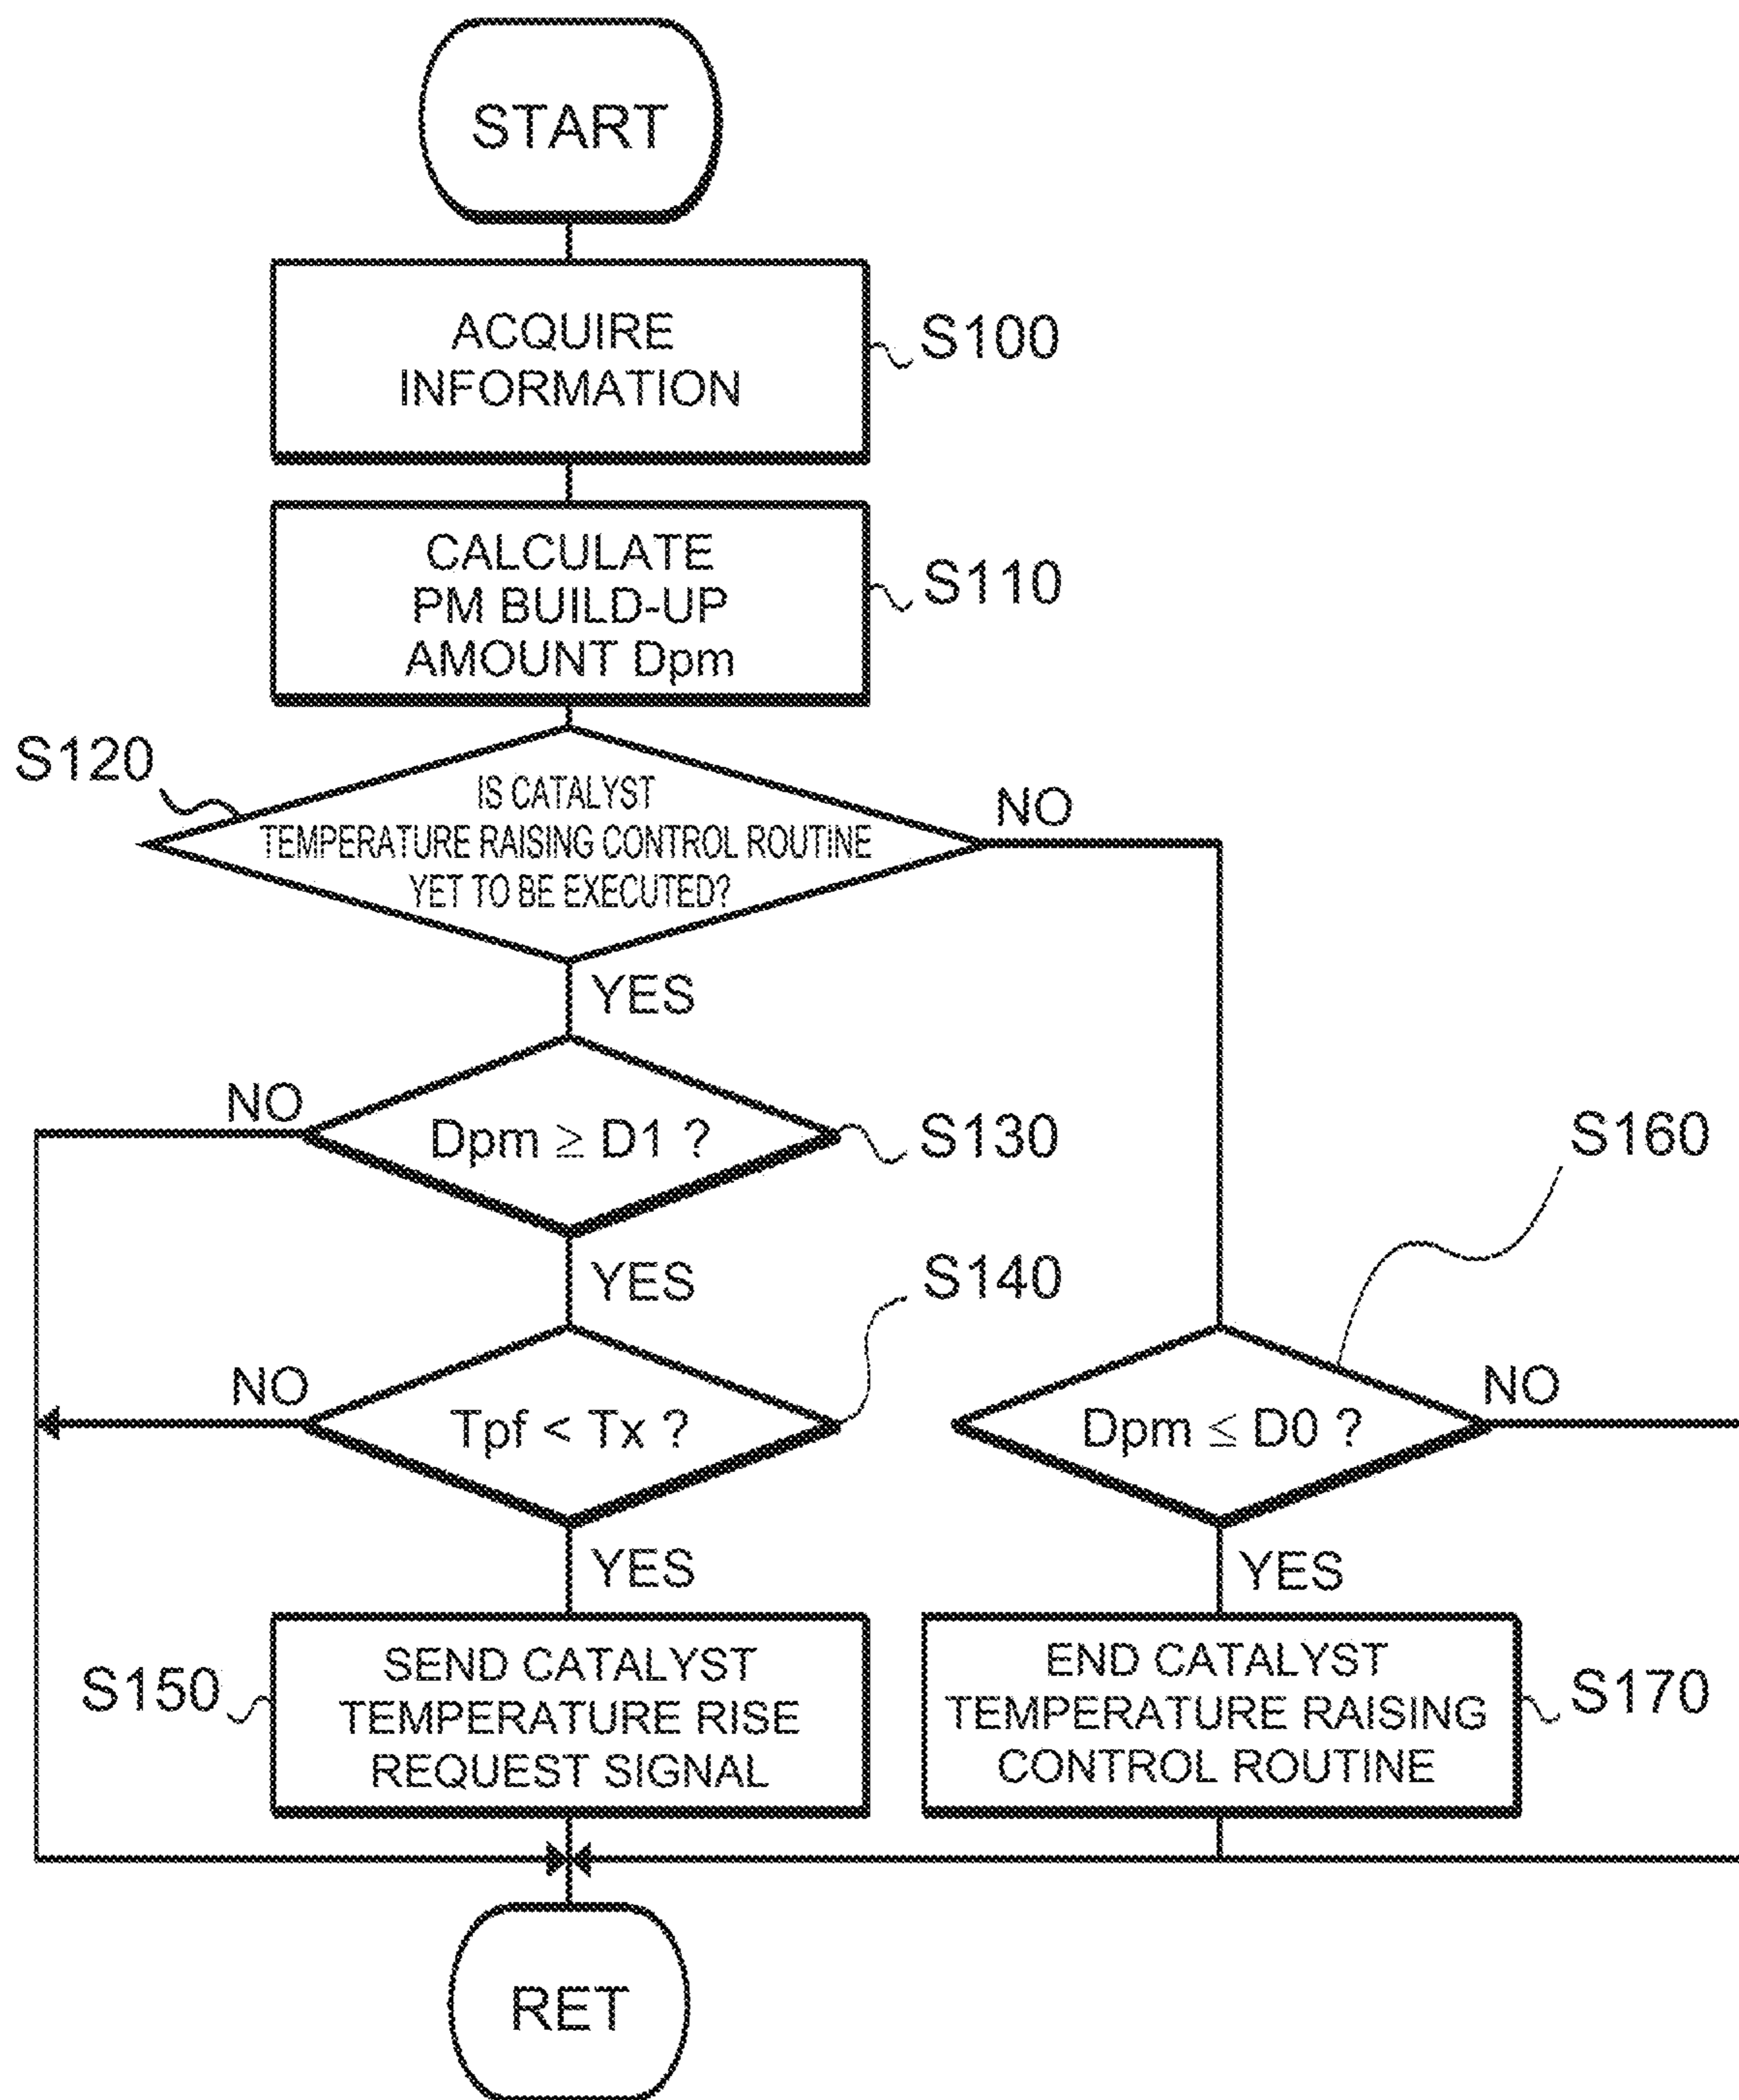 START
ACQUIRE
INFORMATION
S100
CALCULATE
PM BUILD-UP
AMOUNT Dpm
S110
S120
IS CATALYST
TEMPERATURE RAISING CONTROL ROUTINE
YET TO BE EXECUTED?
NO
YES
NO
Dpm ≥ D1 ?
S130
YES
S140
NO
Tpf < Tx ?
YES
S160
Dpm ≤ D0 ?
NO
YES
S150
SEND CATALYST
TEMPERATURE RISE
REQUEST SIGNAL
END CATALYST
TEMPERATURE RAISING
CONTROL ROUTINE
S170
RET